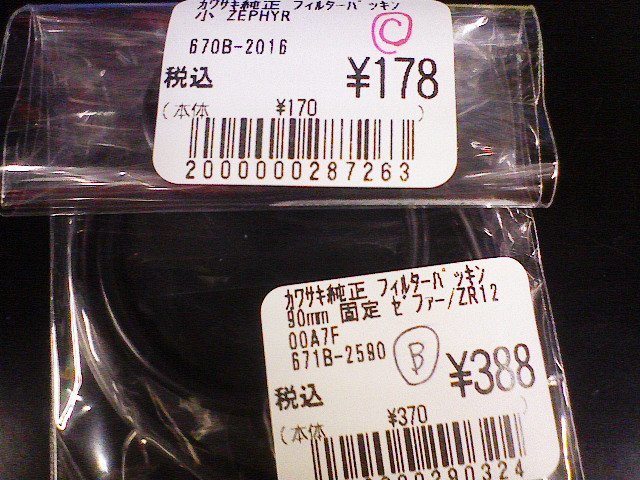 カワサキ純正 フィルターパッキン
小 ZEPHYR
C
670B-2016
税込 ¥178
(本体 ¥170 )
2000000287263
カワサキ純正 フィルターパッキン
90mm 固定 ゼファー/ZR12
00A7F
671B-2590
B
税込 ¥388
(本体 ¥370
0000290324